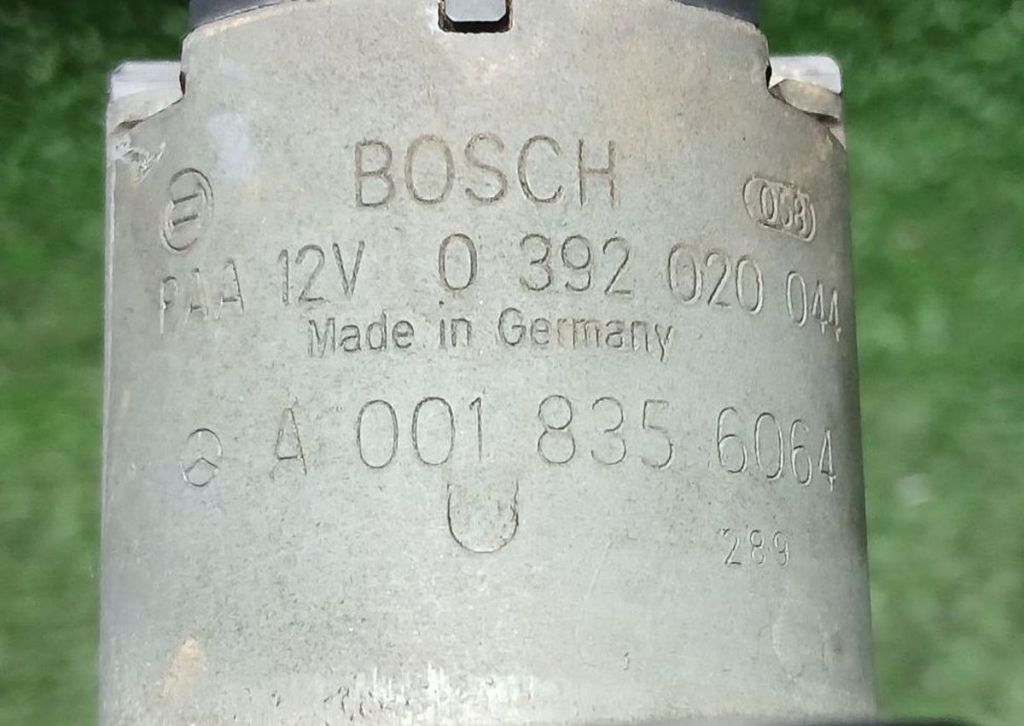 BOSCH
PAA 12V 0 392 020 044
Made in Germany
A 001 835 6064
289